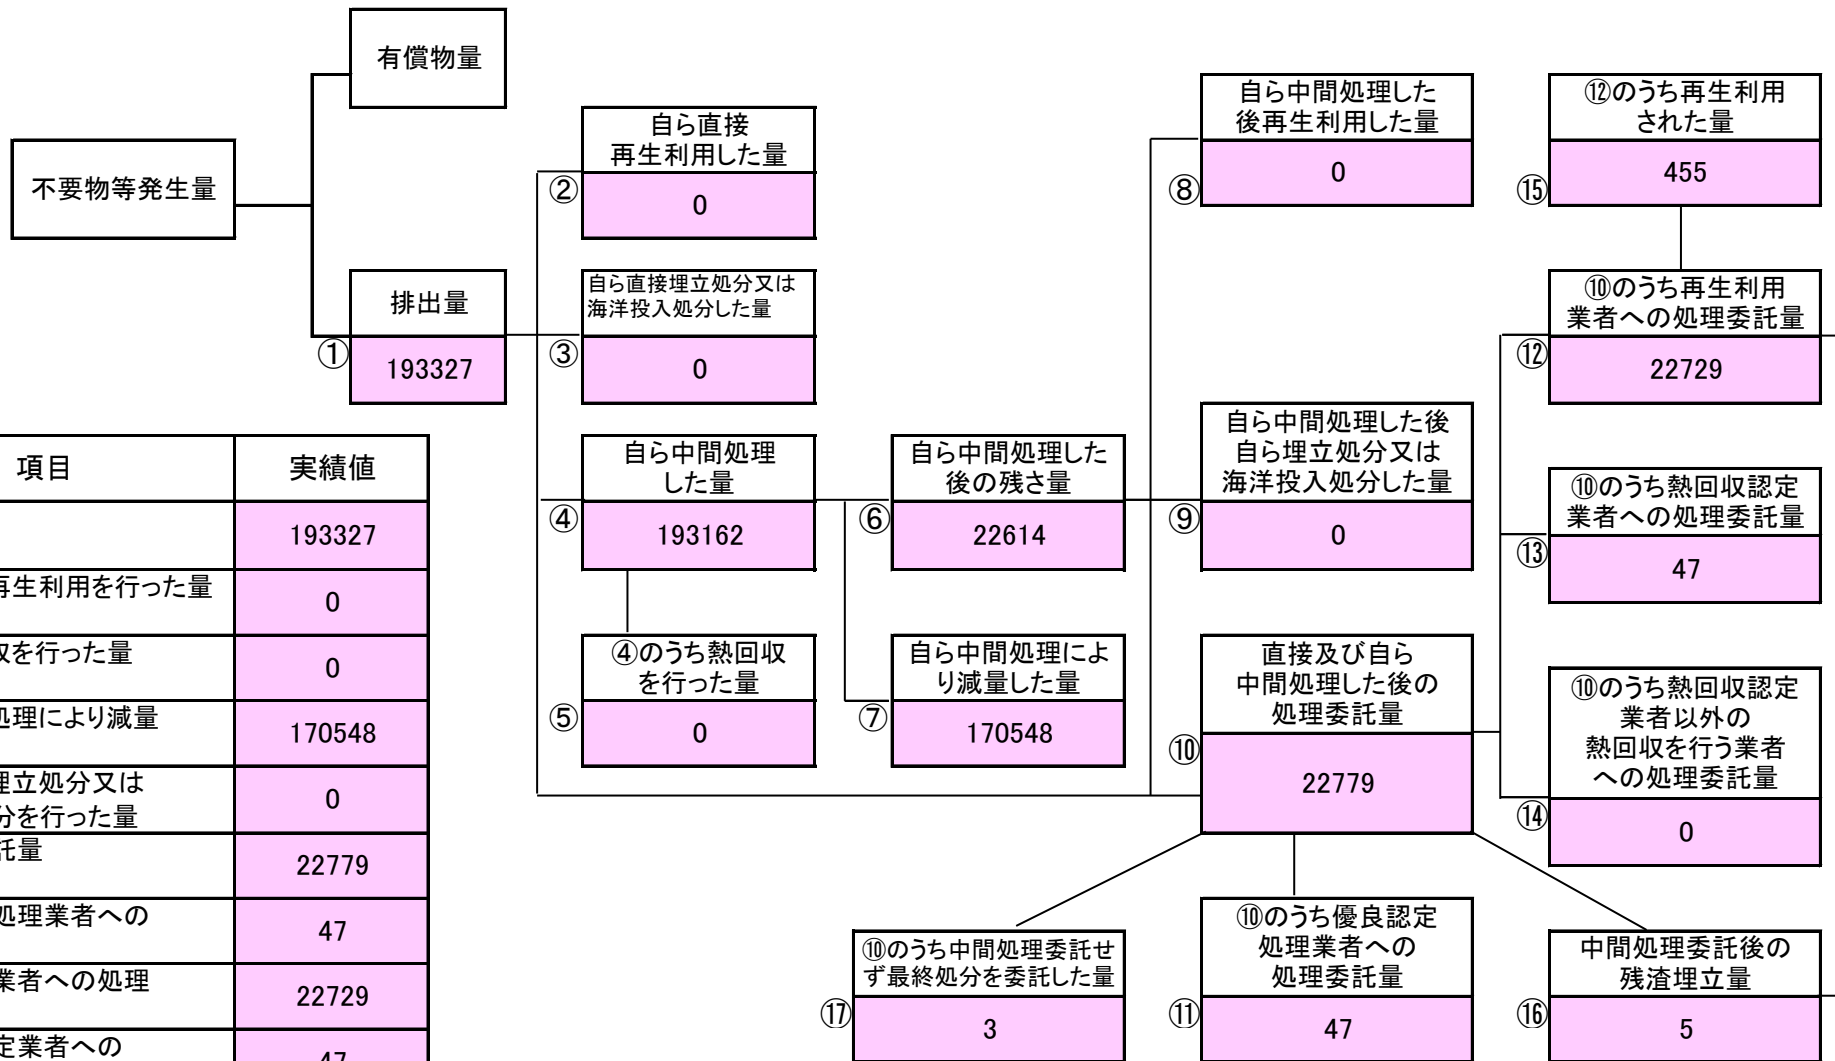 有償物量
不要物等発生量
排出量
①
193327
自ら直接
再生利用した量
②
0
自ら直接埋立処分又は
海洋投入処分した量
③
0
自ら中間処理
した量
④
193162
④のうち熱回収
を行った量
⑤
0
自ら中間処理した
後の残さ量
⑥
22614
自ら中間処理によ
り減量した量
⑦
170548
自ら中間処理した
後再生利用した量
⑧
0
自ら中間処理した後
自ら埋立処分又は
海洋投入処分した量
⑨
0
直接及び自ら
中間処理した後の
処理委託量
⑩
22779
⑫のうち再生利用
された量
⑮
455
⑩のうち再生利用
業者への処理委託量
⑫
22729
⑩のうち熱回収認定
業者への処理委託量
⑬
47
⑩のうち熱回収認定
業者以外の
熱回収を行う業者
への処理委託量
⑭
0
⑩のうち中間処理委託せ
ず最終処分を委託した量
⑰
3
⑩のうち優良認定
処理業者への
処理委託量
⑪
47
中間処理委託後の
残渣埋立量
⑯
5
項目 実績値
193327
再生利用を行った量
0
を行った量
0
処理により減量
170548
埋立処分又は
分を行った量
0
託量
22779
処理業者への
47
業者への処理
22729
定業者への
47